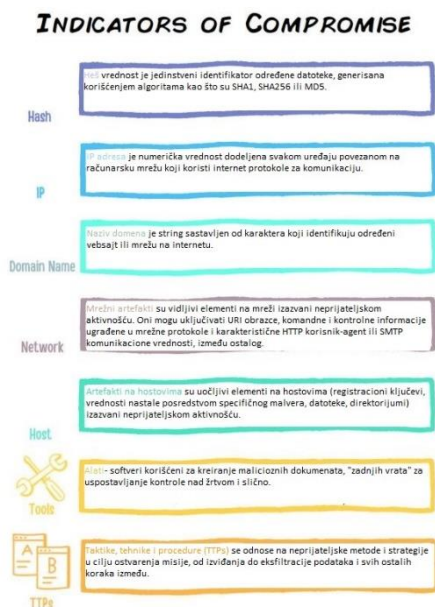 INDICATORS OF COMPROMISE
Heš vrednost je jedinstveni identifikator određene datoteke, generisana
korišćenjem algoritama kao što su SHA1, SHA256 ili MD5.
Hash
IP adresa je numerička vrednost dodeljena svakom uređaju povezanom na
računarsku mrežu koji koristi internet protokole za komunikaciju.
IP
Naziv domena je string sastavljen od karaktera koji identifikuju određeni
vebsajt ili mrežu na internetu.
Domain Name
Mrežni artefakti su vidljivi elementi na mreži izazvani neprijateljskom
aktivnošću. Oni mogu uključivati URI obrazce, komandne i kontrolne informacije
ugrađene u mrežne protokole i karakteristične HTTP korisnik-agent ili SMTP
komunikacione vrednosti, između ostalog.
Network
Artefakti na hostovima su uočljivi elementi na hostovima (registracioni ključevi,
vrednosti nastale posredstvom specifičnog malvera, datoteke, direktorijumi)
izazvani neprijateljskom aktivnošću.
Host
Alati- softveri korišćeni za kreiranje malicioznih dokumenata, "zadnjih vrata" za
uspostavljanje kontrole nad žrtvom i slično.
Tools
A
B
Taktike, tehnike i procedure (TTPs) se odnose na neprijateljske metode i strategije
u cilju ostvarenja misije, od izviđanja do eksfiltracije podataka i svih ostalih
koraka između.
TTPs